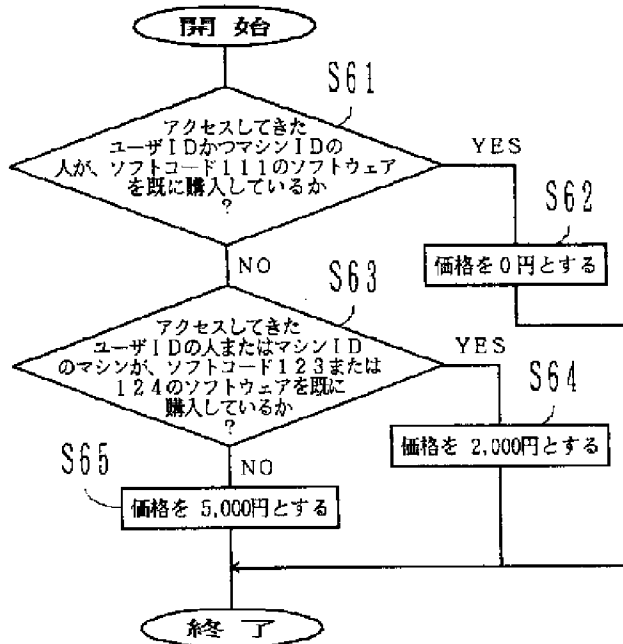 開始
S61
アクセスしてきた
ユーザIDかつマシンIDの
人が、ソフトコード111のソフトウェア
を既に購入しているか
?
YES
S62
価格を0円とする
NO
S63
アクセスしてきた
ユーザIDの人またはマシンID
のマシンが、ソフトコード123または
124のソフトウェアを既に
購入しているか
?
YES
S64
価格を 2,000円とする
S65
NO
価格を 5,000円とする
終了